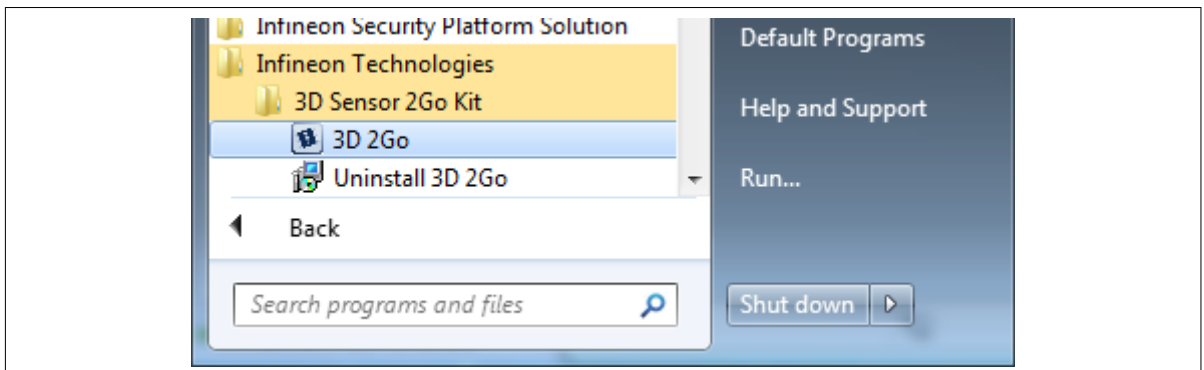 Infineon Security Platform Solution
Infineon Technologies
3D Sensor 2Go Kit
3D 2Go
Uninstall 3D 2Go
Back
Search programs and files
Default Programs
Help and Support
Run...
Shut down